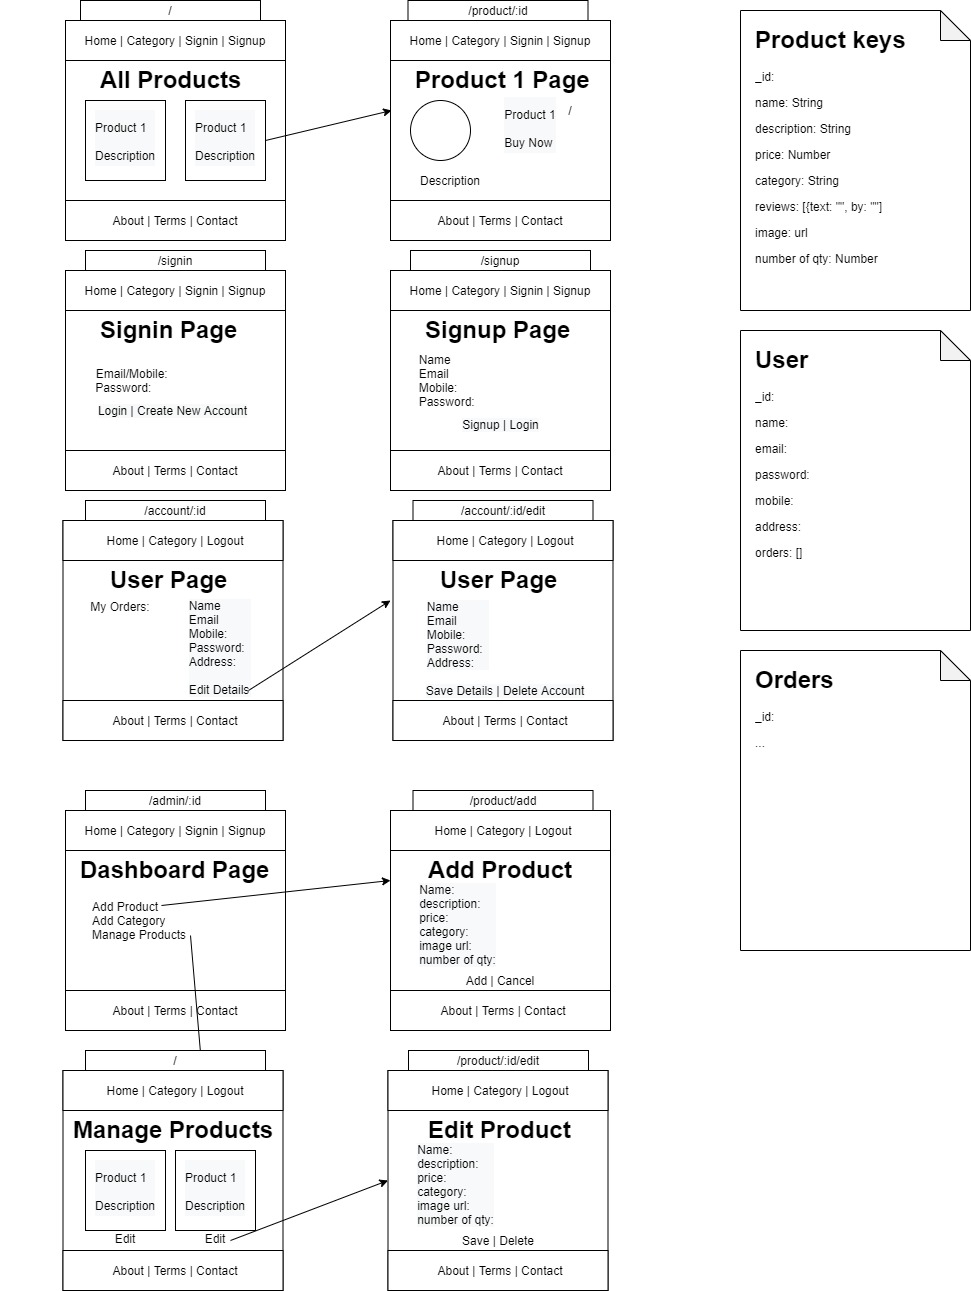 /
Home | Category | Signin | Signup
All Products
Product 1
Description
Product 1
Description
About | Terms | Contact
/product/:id
Home | Category | Signin | Signup
Product 1 Page
Product 1
/
Buy Now
Description
About | Terms | Contact
/signin
Home | Category | Signin | Signup
Signin Page
Email/Mobile:
Password:
Login | Create New Account
About | Terms | Contact
/signup
Home | Category | Signin | Signup
Signup Page
Name
Email
Mobile:
Password:
Signup | Login
About | Terms | Contact
/account/:id
Home | Category | Logout
User Page
My Orders:
Name
Email
Mobile:
Password:
Address:
Edit Details
About | Terms | Contact
/account/:id/edit
Home | Category | Logout
User Page
Name
Email
Mobile:
Password:
Address:
Save Details | Delete Account
About | Terms | Contact
/admin/:id
Home | Category | Signin | Signup
Dashboard Page
Add Product
Add Category
Manage Products
About | Terms | Contact
/product/add
Home | Category | Logout
Add Product
Name:
description:
price:
category:
image url:
number of qty:
Add | Cancel
About | Terms | Contact
/
Home | Category | Logout
Manage Products
Product 1
Description
Edit
Product 1
Description
Edit
About | Terms | Contact
/product/:id/edit
Home | Category | Logout
Edit Product
Name:
description:
price:
category:
image url:
number of qty:
Save | Delete
About | Terms | Contact
Product keys
_id:
name: String
description: String
price: Number
category: String
reviews: [{text: "", by: ""]
image: url
number of qty: Number
User
_id:
name:
email:
password:
mobile:
address:
orders: []
Orders
_id:
...